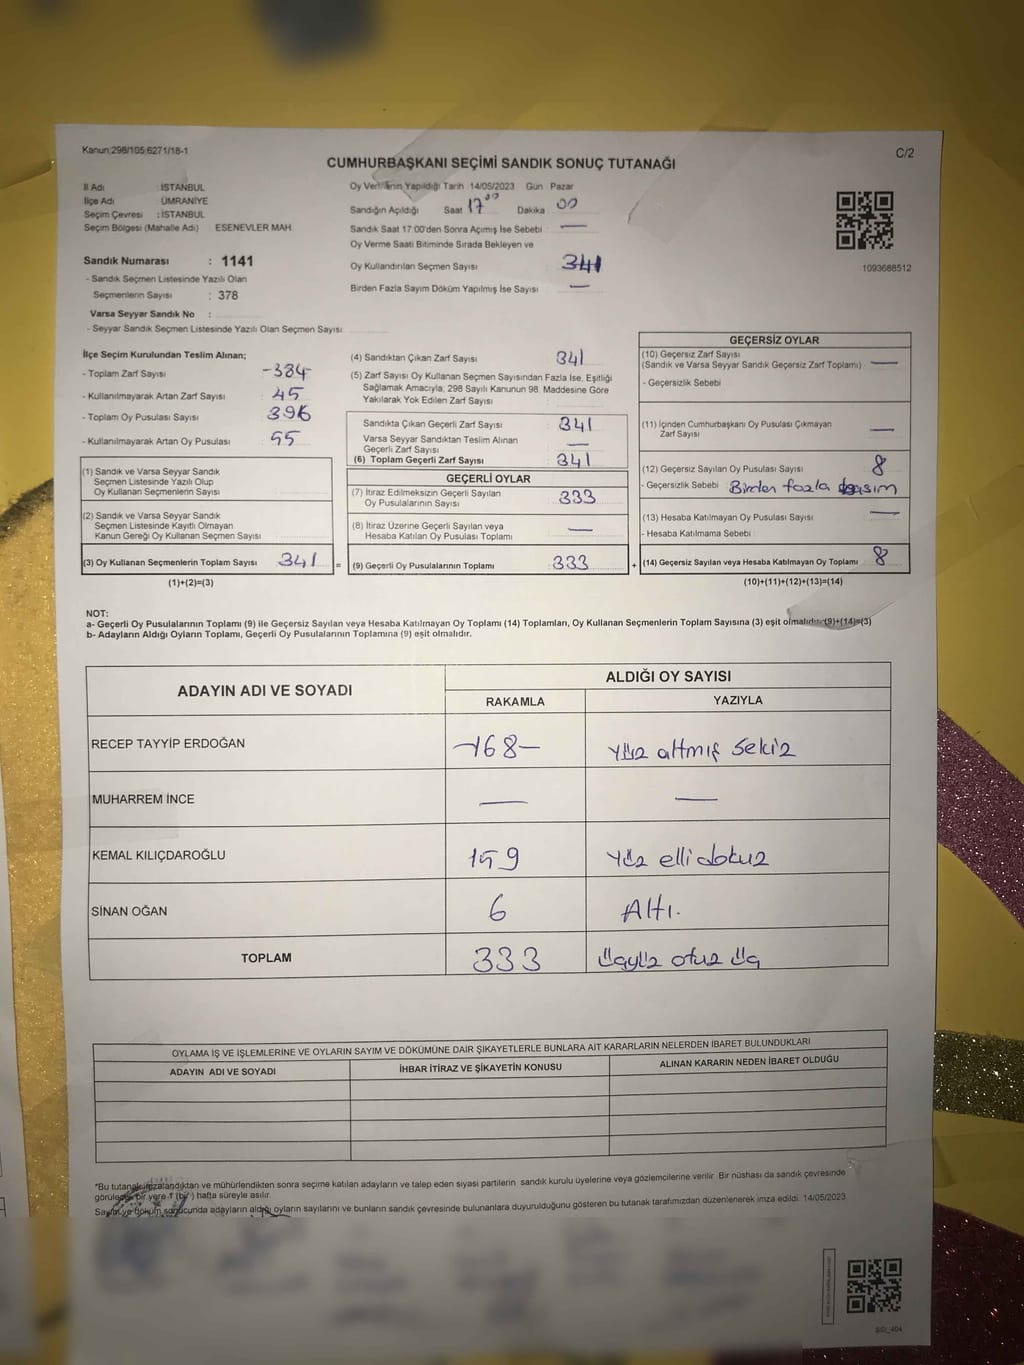 Kanun:298/105;6271/18-1
C/2
CUMHURBAŞKANI SEÇİMİ SANDIK SONUÇ TUTANAĞI
İl Adı : İSTANBUL
İlçe Adı ÜMRANİYE
Seçim Çevresi : İSTANBUL
Seçim Bölgesi (Mahalle Adı) ESENEVLER MAH.
Sandık Numarası : 1141
- Sandık Seçmen Listesinde Yazılı Olan
Seçmenlerin Sayısı : 378
Varsa Seyyar Sandık No :
- Seyyar Sandık Seçmen Listesinde Yazılı Olan Seçmen Sayısı:
Oy Verme'nin Yapıldığı Tarih 14/05/2023 Gün Pazar
Sandığın Açıldığı Saat 17⁰⁰ Dakika 00
Sandık Saat 17:00'den Sonra Açımış İse Sebebi —
Oy Verme Saati Bitiminde Sırada Bekleyen ve
Oy Kullandırılan Seçmen Sayısı 341
Birden Fazla Sayım Döküm Yapılmış İse Sayısı —
1093688512
İlçe Seçim Kurulundan Teslim Alınan;
- Toplam Zarf Sayısı -384-
- Kullanılmayarak Artan Zarf Sayısı 45
- Toplam Oy Pusulası Sayısı 396
- Kullanılmayarak Artan Oy Pusulası
(1) Sandık ve Varsa Seyyar Sandık
Seçmen Listesinde Yazılı Olup
Oy Kullanan Seçmenlerin Sayısı
(2) Sandık ve Varsa Seyyar Sandık
Seçmen Listesinde Kayıtlı Olmayan
Kanun Gereği Oy Kullanan Seçmen Sayısı
(3) Oy Kullanan Seçmenlerin Toplam Sayısı 341 =
(1)+(2)=(3)
(4) Sandıktan Çıkan Zarf Sayısı 341
(5) Zarf Sayısı Oy Kullanan Seçmen Sayısından Fazla İse, Eşitliği
Sağlamak Amacıyla; 298 Sayılı Kanunun 98. Maddesine Göre
Yakılarak Yok Edilen Zarf Sayısı
Sandıkta Çıkan Geçerli Zarf Sayısı 341
Varsa Seyyar Sandıktan Teslim Alınan
Geçerli Zarf Sayısı —
(6) Toplam Geçerli Zarf Sayısı 341
GEÇERLİ OYLAR
(7) İtiraz Edilmeksizin Geçerli Sayılan
Oy Pusulalarının Sayısı 333
(8) İtiraz Üzerine Geçerli Sayılan veya
Hesaba Katılan Oy Pusulası Toplamı —
(9) Geçerli Oy Pusulalarının Toplamı 333 +
GEÇERSİZ OYLAR
(10) Geçersiz Zarf Sayısı
(Sandık ve Varsa Seyyar Sandık Geçersiz Zarf Toplamı) —
- Geçersizlik Sebebi
(11) İçinden Cumhurbaşkanı Oy Pusulası Çıkmayan
Zarf Sayısı —
(12) Geçersiz Sayılan Oy Pusulası Sayısı 8
- Geçersizlik Sebebi Birden fazla
(13) Hesaba Katılmayan Oy Pusulası Sayısı —
- Hesaba Katılmama Sebebi
(14) Geçersiz Sayılan veya Hesaba Katılmayan Oy Toplamı 8
(10)+(11)+(12)+(13)=(14)
NOT:
a- Geçerli Oy Pusulalarının Toplamı (9) ile Geçersiz Sayılan veya Hesaba Katılmayan Oy Toplamı (14) Toplamları, Oy Kullanan Seçmenlerin Toplam Sayısına (3) eşit olmalıdır.(9)+(14)=(3)
b- Adayların Aldığı Oyların Toplamı, Geçerli Oy Pusulalarının Toplamına (9) eşit olmalıdır.
ADAYIN ADI VE SOYADI ALDIĞI OY SAYISI
RAKAMLA YAZIYLA
RECEP TAYYİP ERDOĞAN -168- Yüz altmış sekiz
MUHARREM İNCE — —
KEMAL KILIÇDAROĞLU 159 Yüz elli dokuz
SİNAN OĞAN 6 Altı.
TOPLAM 333 üçyüz otuz üç
OYLAMA İŞ VE İŞLEMLERİNE VE OYLARIN SAYIM VE DÖKÜMÜNE DAİR ŞİKAYETLERLE BUNLARA AİT KARARLARIN NELERDEN İBARET BULUNDUKLARI
ADAYIN ADI VE SOYADI İHBAR İTİRAZ VE ŞİKAYETİN KONUSU ALINAN KARARIN NEDEN İBARET OLDUĞU
*Bu tutanak imzalandıktan ve mühürlendikten sonra seçime katılan adayların ve talep eden siyasi partilerin sandık kurulu üyelerine veya gözlemcilerine verilir. Bir nüshası da sandık çevresinde
görülecek bir yere 1 (bir) hafta süreyle asılır.
Sayım ve döküm sonucunda adayların aldığı oyların sayılarını ve bunların sandık çevresinde bulunanlara duyurulduğunu gösteren bu tutanak tarafımızdan düzenlenerek imza edildi. 14/05/2023